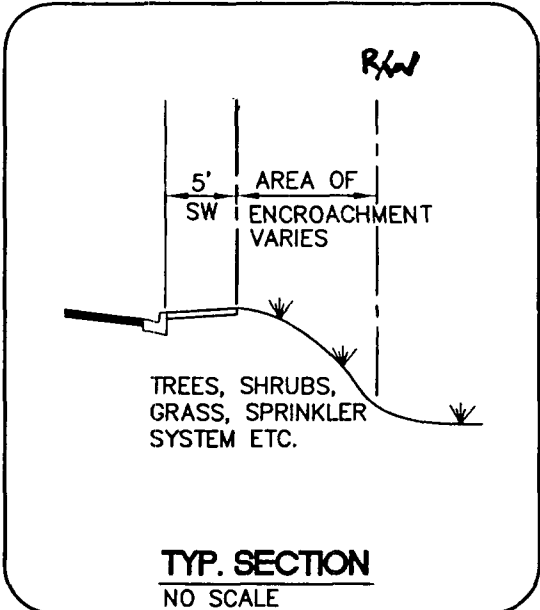 R/W
5' AREA OF
SW ENCROACHMENT
VARIES
TREES, SHRUBS,
GRASS, SPRINKLER
SYSTEM ETC.
TYP. SECTION
NO SCALE